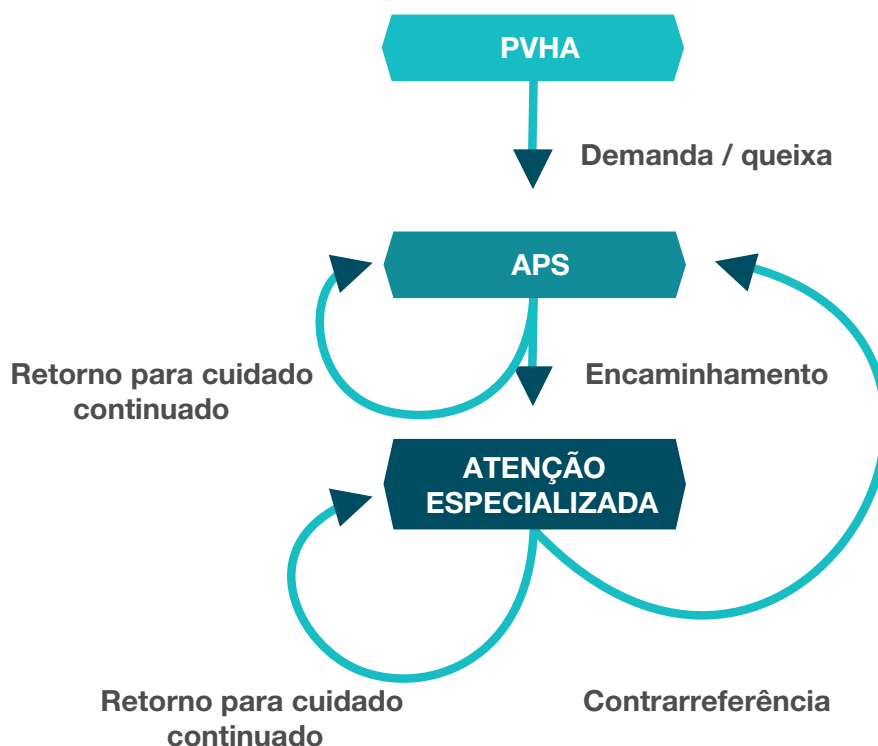 PVHA
Demanda / queixa
APS
Retorno para cuidado
continuado
Encaminhamento
ATENÇÃO
ESPECIALIZADA
Retorno para cuidado
continuado
Contrarreferência